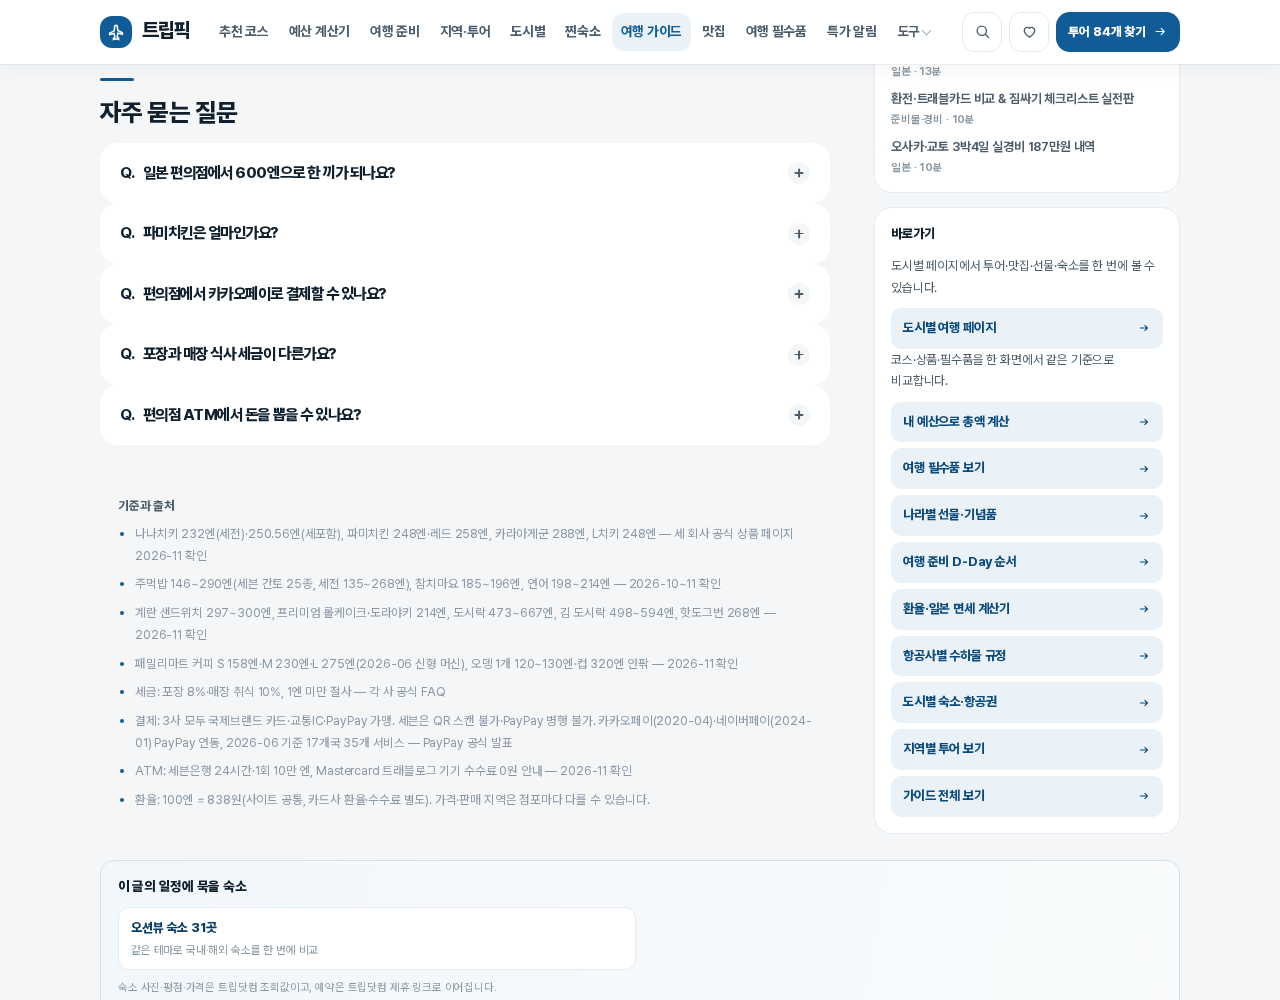 트립픽
추천 코스
예산 계산기
여행 준비
지역·투어
도시별
찐숙소
여행 가이드
맛집
여행 필수품
특가 알림
도구
투어 84개 찾기
자주 묻는 질문
Q. 일본 편의점에서 600엔으로 한 끼가 되나요?
Q. 파미치킨은 얼마인가요?
Q. 편의점에서 카카오페이로 결제할 수 있나요?
Q. 포장과 매장 식사 세금이 다른가요?
Q. 편의점 ATM에서 돈을 뽑을 수 있나요?
기준과 출처
나나치키 232엔(세전)·250.56엔(세포함), 파미치킨 248엔·레드 258엔, 카라아게군 288엔, L치키 248엔 — 세 회사 공식 상품 페이지
2026-11 확인
주먹밥 146~290엔(세븐 간토 25종, 세전 135~268엔), 참치마요 185~196엔, 연어 198~214엔 — 2026-10~11 확인
계란 샌드위치 297~300엔, 프리미엄 롤케이크·도라야키 214엔, 도시락 473~667엔, 김 도시락 498~594엔, 핫도그번 268엔 —
2026-11 확인
패밀리마트 커피 S 158엔·M 230엔·L 275엔(2026-06 신형 머신), 오뎅 1개 120~130엔·컵 320엔 안팎 — 2026-11 확인
세금: 포장 8%·매장 취식 10%, 1엔 미만 절사 — 각 사 공식 FAQ
결제: 3사 모두 국제브랜드 카드·교통IC·PayPay 가맹. 세븐은 QR 스캔 불가·PayPay 병행 불가. 카카오페이(2020-04)·네이버페이(2024-
01) PayPay 연동, 2026-06 기준 17개국 35개 서비스 — PayPay 공식 발표
ATM: 세븐은행 24시간·1회 10만 엔, Mastercard 트래블로그 기기 수수료 0원 안내 — 2026-11 확인
환율: 100엔 = 838원(사이트 공통, 카드사 환율·수수료 별도). 가격·판매 지역은 점포마다 다를 수 있습니다.
일본 · 13분
환전·트래블카드 비교 & 짐싸기 체크리스트 실전판
준비물·경비 · 10분
오사카·교토 3박4일 실경비 187만원 내역
일본 · 10분
바로가기
도시별 페이지에서 투어·맛집·선물·숙소를 한 번에 볼 수
있습니다.
도시별 여행 페이지
코스·상품·필수품을 한 화면에서 같은 기준으로
비교합니다.
내 예산으로 총액 계산
여행 필수품 보기
나라별 선물·기념품
여행 준비 D-Day 순서
환율·일본 면세 계산기
항공사별 수하물 규정
도시별 숙소·항공권
지역별 투어 보기
가이드 전체 보기
이 글의 일정에 묵을 숙소
오션뷰 숙소 31곳
같은 테마로 국내·해외 숙소를 한 번에 비교
숙소 사진·평점·가격은 트립닷컴 조회값이고, 예약은 트립닷컴 제휴 링크로 이어집니다.